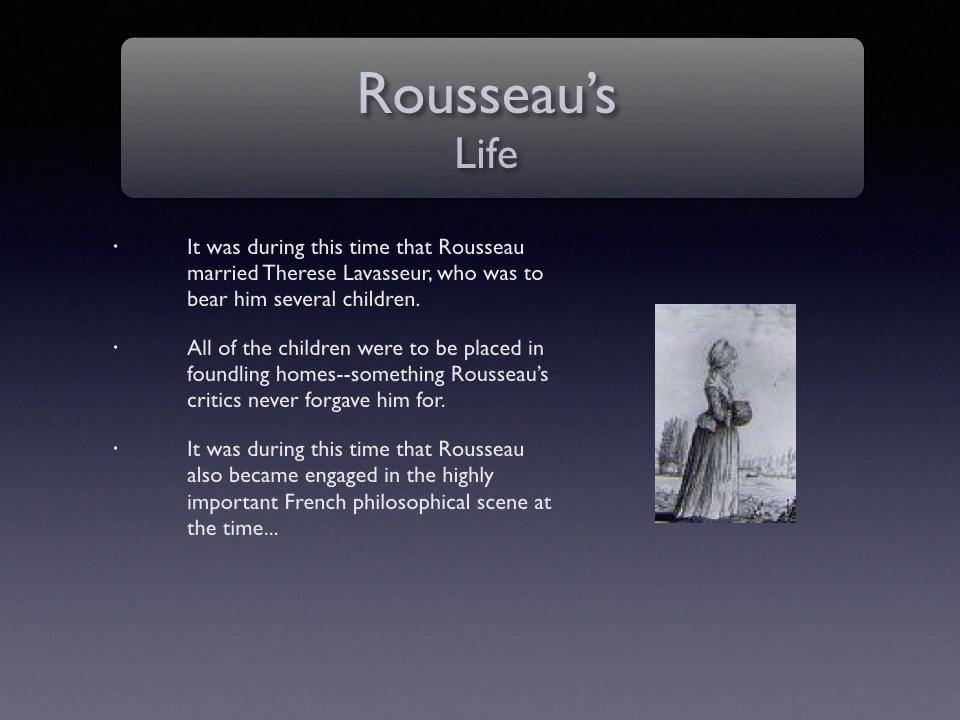 Rousseau’s
Life
· It was during this time that Rousseau
married Therese Lavasseur, who was to
bear him several children.
· All of the children were to be placed in
foundling homes--something Rousseau’s
critics never forgave him for.
· It was during this time that Rousseau
also became engaged in the highly
important French philosophical scene at
the time...